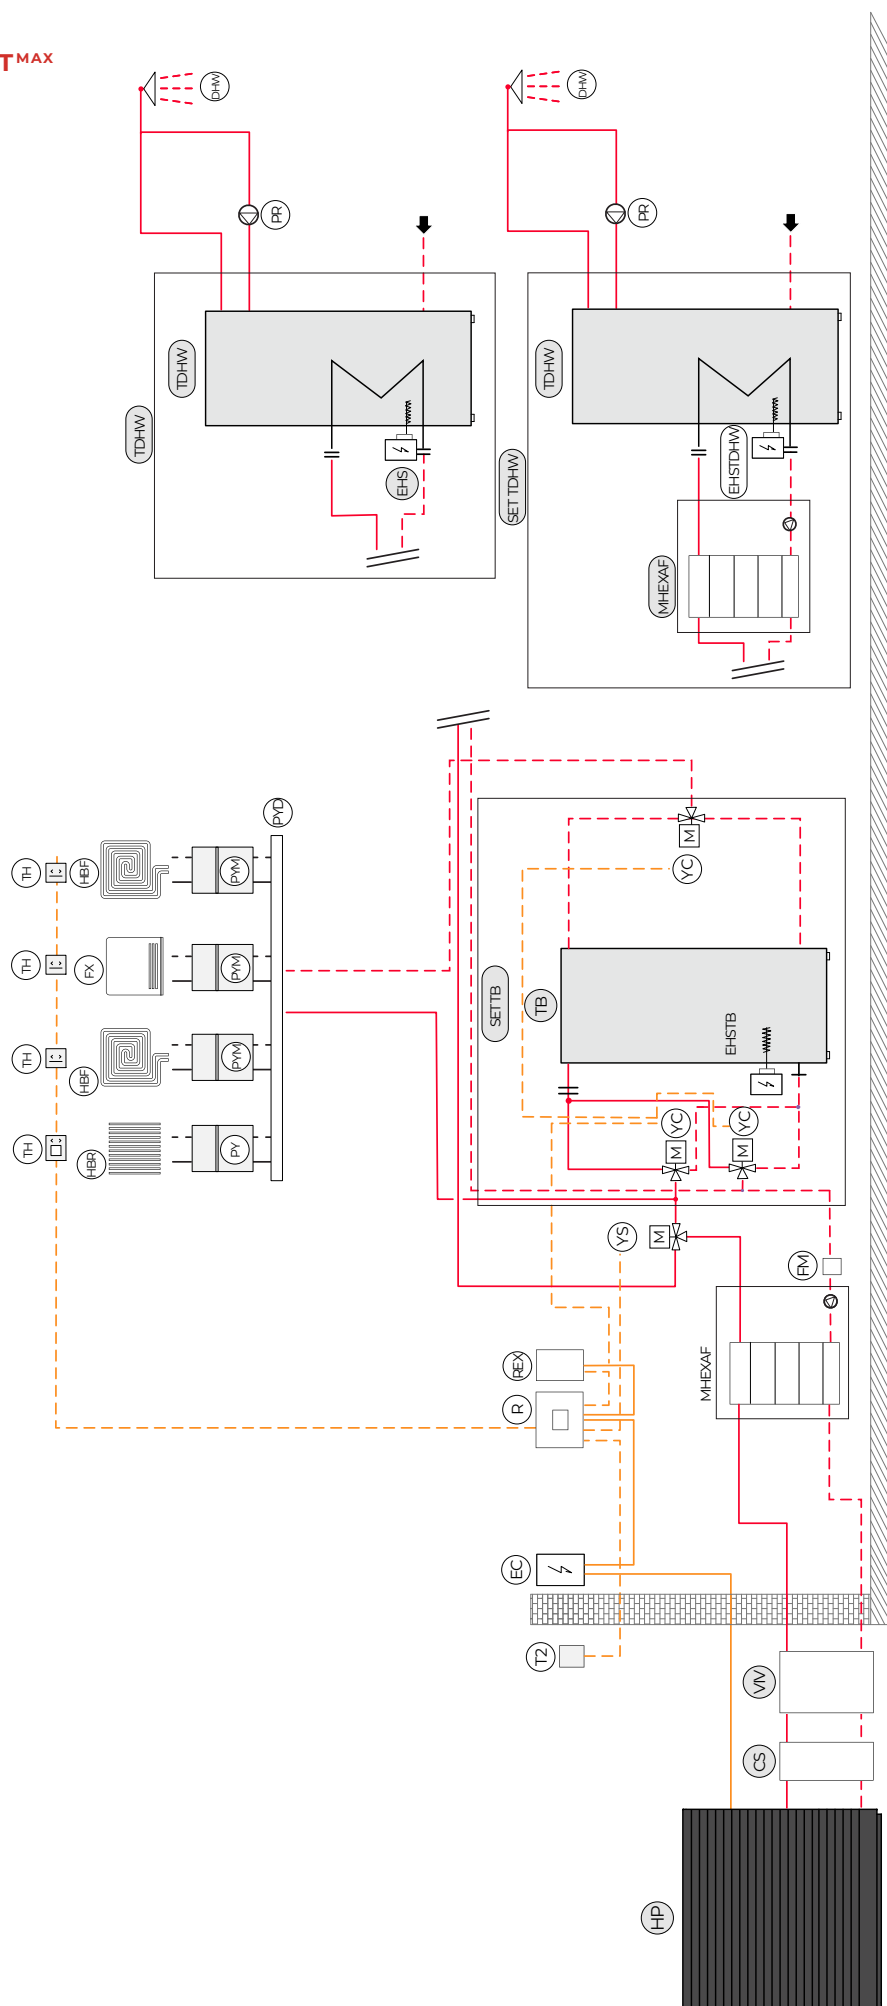 TMAX
DHW
DHW
PR
PR
TDHW
TDHW
TDHW
SET TDHW
EHS
EHSTDHW
MHEXAF
PYD
TH
HBF
PYM
M
YC
TH
FX
PYM
SET TB
TB
EHSTB
TH
HBF
PYM
YC
YC
M
M
TH
HBR
PY
YS
M
FM
MHEXAF
REX
R
EC
T2
VIV
CS
HP